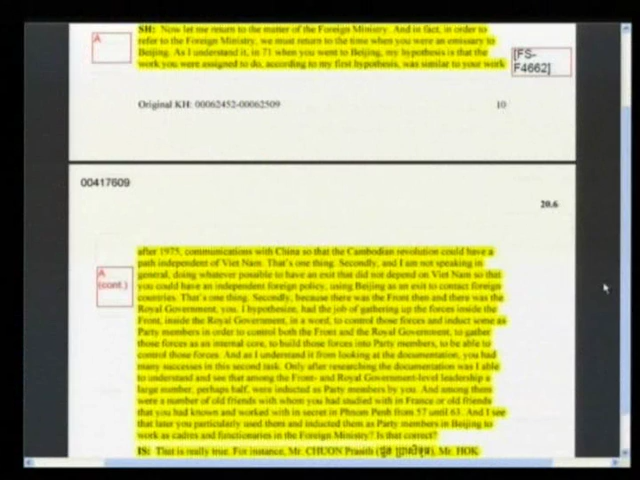 SH: Now let me return to the matter of the Foreign Ministry. And in fact, in order to
A
refer to the Foreign Ministry, we must return to the time when you were an emissary to
Beijing. As I understand it, in 71 when you went to Beijing, my hypothesis is that the
[FS-
work you were assigned to do, according to my first hypothesis, was similar to your work
F4662]
Original KH: 00062452-00062509 10
00417609
20.6
after 1975, communications with China so that the Cambodian revolution could have a
path independent of Viet Nam. That's one thing. Secondly, and I am not speaking in
A
general, doing whatever possible to have an exit that did not depend on Viet Nam so that
(cont.)
you could have an independent foreign policy, using Beijing as an exit to contact foreign
countries. That's one thing. Secondly, because there was the Front then and there was the
Royal Government, you, I hypothesize, had the job of gathering up the forces inside the
Front, inside the Royal Government, in a word, to control those forces and induct some as
Party members in order to control both the Front and the Royal Government, to gather
those forces as an internal core, to build those forces into Party members, to be able to
control those forces. And as I understand it from looking at the documentation, you had
many successes in this second task. Only after researching the documentation was I able
to understand and see that among the Front- and Royal Government-level leadership a
large number, perhaps half, were inducted as Party members by you. And among them
were a number of old friends with whom you had studied with in France or old friends
that you had known and worked with in secret in Phnom Penh from 57 until 63. And I see
that later you particularly used them and inducted them as Party members in Beijing to
work as cadres and functionaries in the Foreign Ministry? Is that correct?
IS: That is really true. For instance, Mr. CHUON Prasith (ជួន ប្រាសិទ្ធ), Mr. HOK